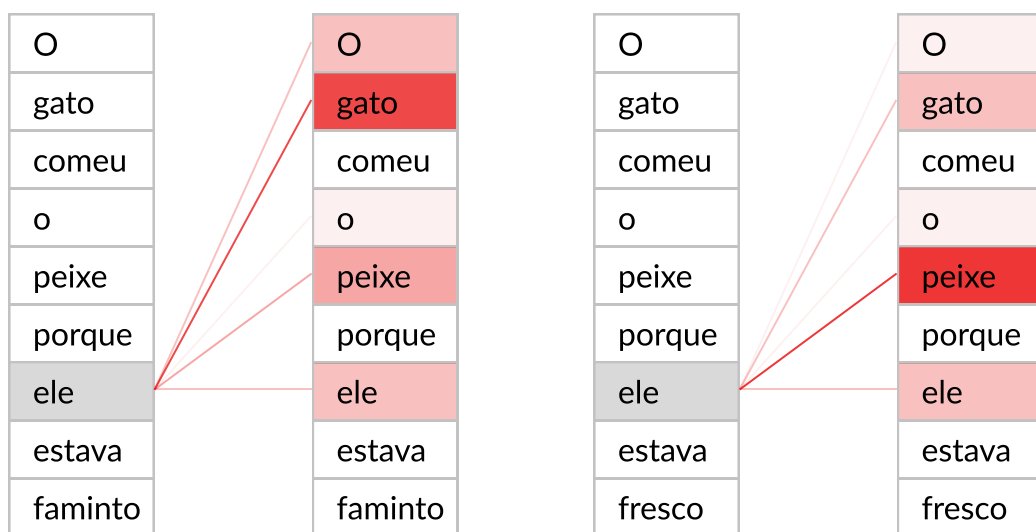 O O O O
gato gato gato gato
comeu comeu comeu comeu
o o o o
peixe peixe peixe peixe
porque porque porque porque
ele ele ele ele
estava estava estava estava
faminto faminto fresco fresco